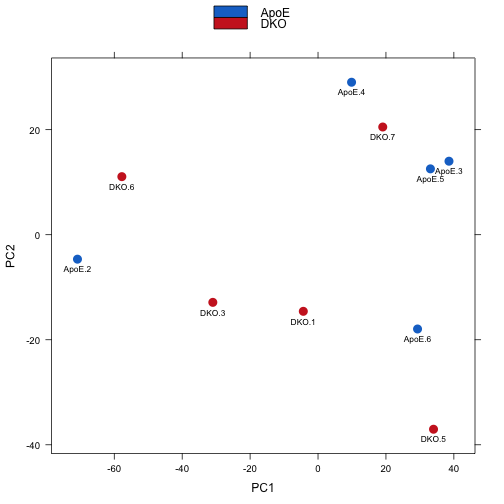 ApoE
DKO
ApoE.4
DKO.7
ApoE.3
ApoE.5
DKO.6
ApoE.2
DKO.3
DKO.1
ApoE.6
DKO.5
20
0
-20
-40
PC2
-60
-40
-20
0
20
40
PC1